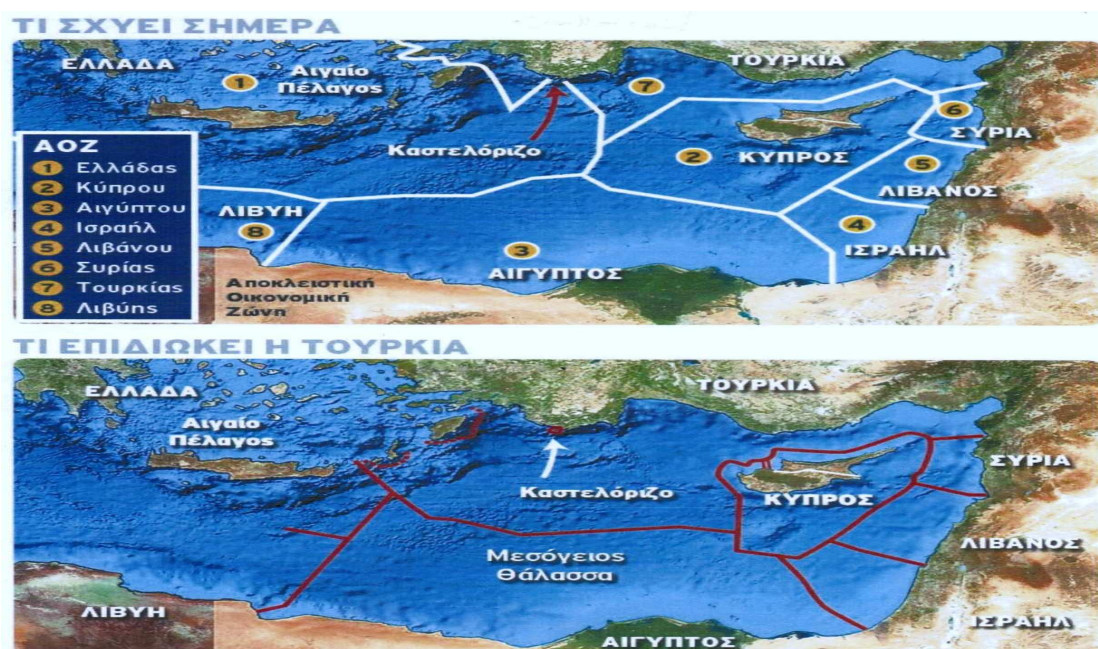 ΤΙ ΣΧΥΕΙ ΣΗΜΕΡΑ
ΕΛΛΑΔΑ
1
Αιγαίο
Πέλαγος
7
ΤΟΥΡΚΙΑ
6
ΣΥΡΙΑ
Καστελόριζο
2
ΚΥΠΡΟΣ
5
ΛΙΒΑΝΟΣ
ΑΟΖ
1 Ελλάδας
2 Κύπρου
3 Αιγύπτου
4 Ισραήλ
5 Λιβάνου
6 Συρίας
7 Τουρκίας
8 Λιβύης
ΛΙΒΥΗ
8
4
ΙΣΡΑΗΛ
3
ΑΙΓΥΠΤΟΣ
Αποκλειστική
Οικονομική
Ζώνη
ΤΙ ΕΠΙΔΙΩΚΕΙ Η ΤΟΥΡΚΙΑ
ΕΛΛΑΔΑ
ΤΟΥΡΚΙΑ
Αιγαίο
Πέλαγος
ΣΥΡΙΑ
Καστελόριζο
ΚΥΠΡΟΣ
ΛΙΒΑΝΟΣ
Μεσόγειος
Θάλασσα
ΛΙΒΥΗ
ΑΙΓΥΠΤΟΣ
ΙΣΡΑΗΛ